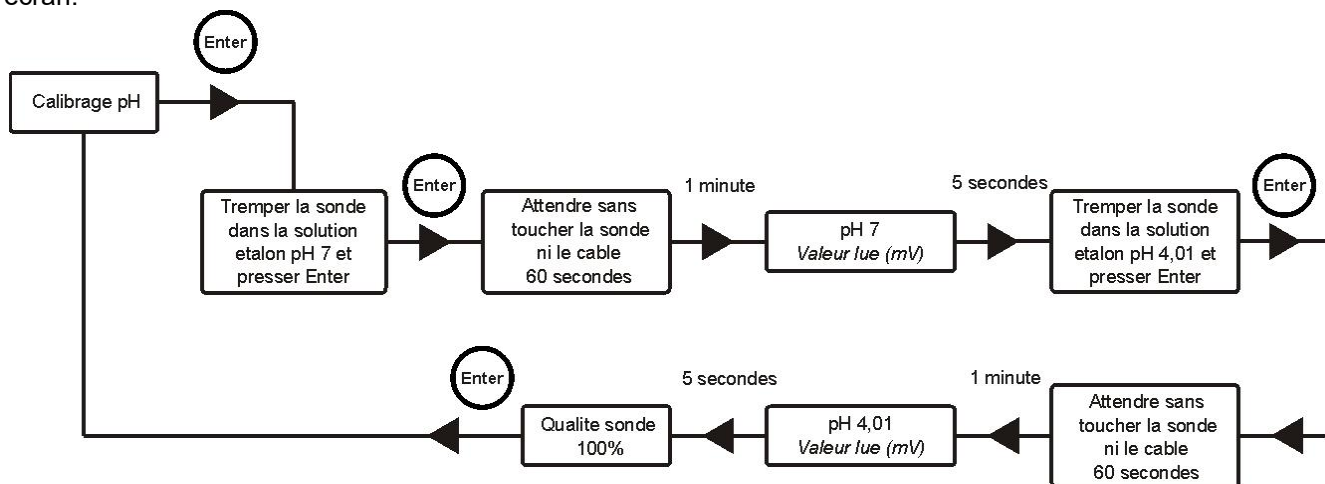 écran.
Enter
Calibrage pH
Tremper la sonde
dans la solution
etalon pH 7 et
presser Enter
Enter
Attendre sans
toucher la sonde
ni le cable
60 secondes
1 minute
pH 7
Valeur lue (mV)
5 secondes
Tremper la sonde
dans la solution
etalon pH 4,01 et
presser Enter
Enter
Attendre sans
toucher la sonde
ni le cable
60 secondes
1 minute
pH 4,01
Valeur lue (mV)
5 secondes
Qualite sonde
100%
Enter